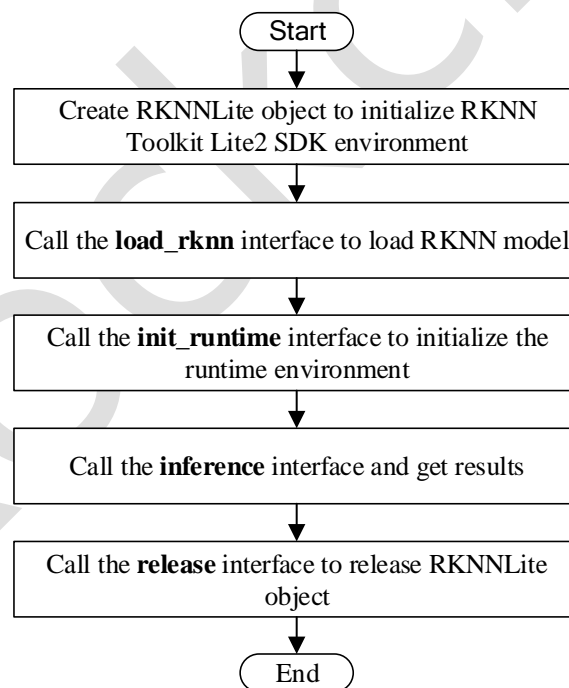 Start
Create RKNNLite object to initialize RKNN
Toolkit Lite2 SDK environment
Call the load_rknn interface to load RKNN model
Call the init_runtime interface to initialize the
runtime environment
Call the inference interface and get results
Call the release interface to release RKNNLite
object
End